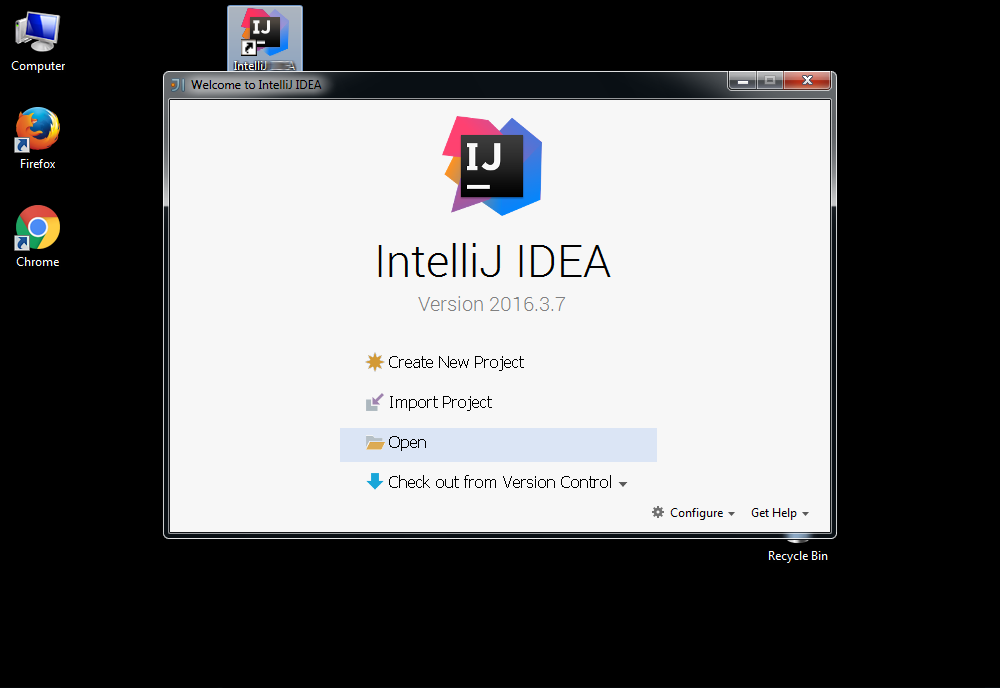 Computer
IntelliJ
Welcome to IntelliJ IDEA
Firefox
Chrome
IJ
IntelliJ IDEA
Version 2016.3.7
Create New Project
Import Project
Open
Check out from Version Control
Configure
Get Help
Recycle Bin